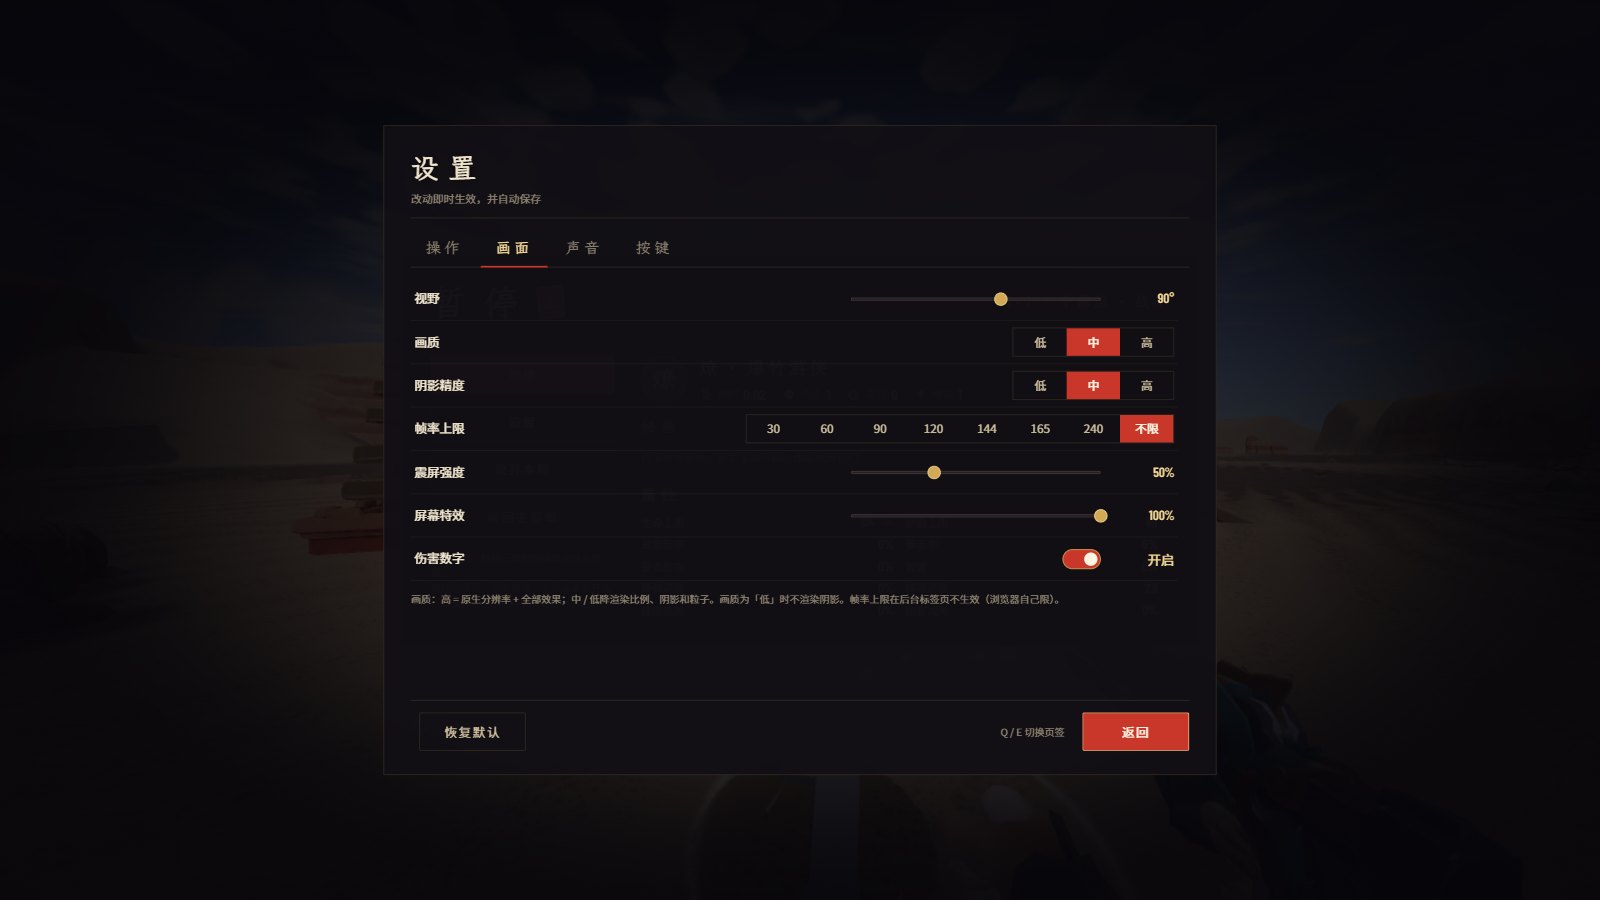 设置
改动即时生效，并自动保存
操作 画面 声音 按键
视野 90°
画质 低 中 高
阴影精度 低 中 高
帧率上限 30 60 90 120 144 165 240 不限
震屏强度 50%
屏幕特效 100%
伤害数字 开启
画质：高 = 原生分辨率 + 全部效果；中 / 低降渲染比例、阴影和粒子。画质为「低」时不渲染阴影。帧率上限在后台标签页不生效（浏览器自己限）。
恢复默认 Q / E 切换页签 返回